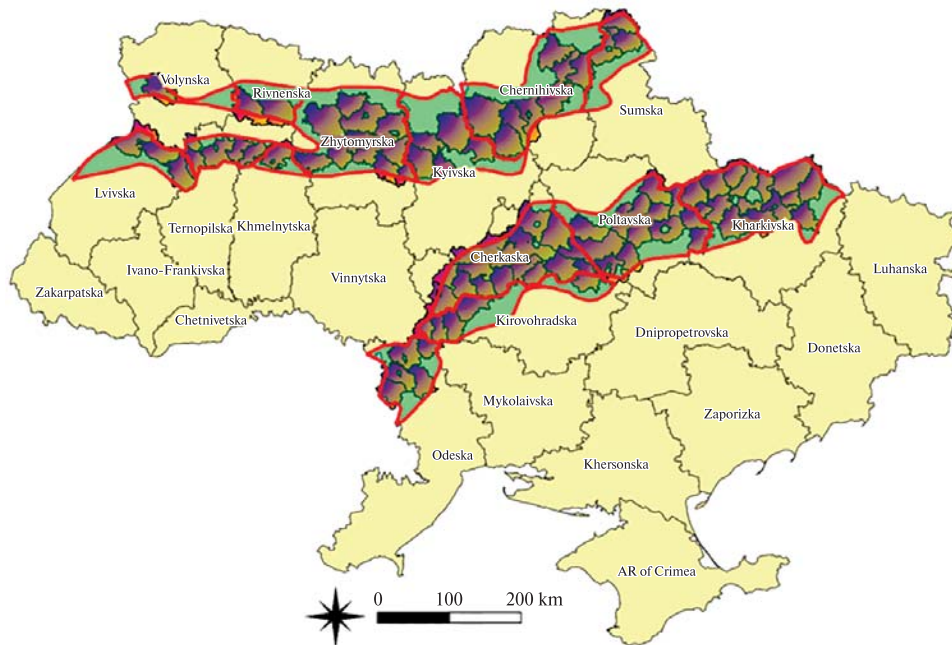 Volynska
Rivnenska
Chernihivska
Sumska
Zhytomyrska
Kyivska
Lvivska
Ternopilska
Khmelnytska
Poltavska
Kharkivska
Cherkaska
Ivano-Frankivska
Vinnytska
Luhanska
Zakarpatska
Chetnivetska
Kirovohradska
Dnipropetrovska
Donetska
Mykolaivska
Zaporizka
Odeska
Khersonska
AR of Crimea
0 100 200 km